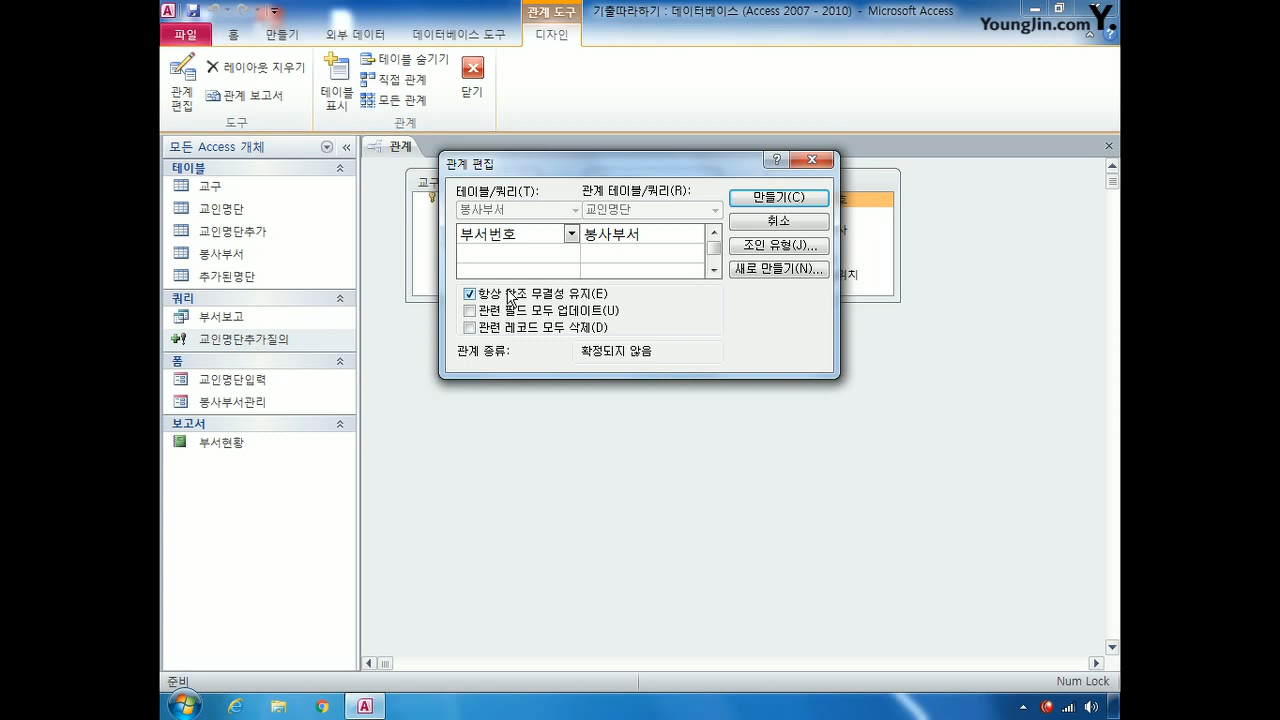 관계 도구
기출따라하기 : 데이터베이스 (Access 2007 - 2010) - Microsoft Access
YoungJin.com Y.
파일
홈
만들기
외부 데이터
데이터베이스 도구
디자인
관계 편집
레이아웃 지우기
관계 보고서
도구
테이블 표시
테이블 숨기기
직접 관계
모든 관계
닫기
관계
모든 Access 개체
테이블
교구
교인명단
교인명단추가
봉사부서
추가된명단
쿼리
부서보고
교인명단추가질의
폼
교인명단입력
봉사부서관리
보고서
부서현황
관계
교구
관계 편집
테이블/쿼리(T):
관계 테이블/쿼리(R):
봉사부서
교인명단
부서번호
봉사부서
항상 참조 무결성 유지(E)
관련 필드 모두 업데이트(U)
관련 레코드 모두 삭제(D)
관계 종류:
확정되지 않음
만들기(C)
취소
조인 유형(J)...
새로 만들기(N)...
위치
준비
Num Lock